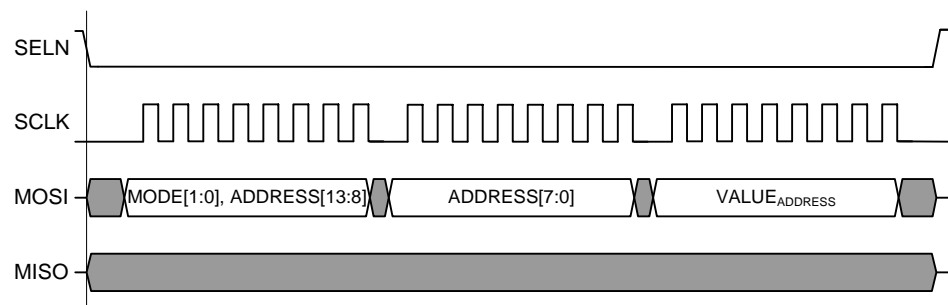 SELN
SCLK
MOSI MODE[1:0], ADDRESS[13:8] ADDRESS[7:0] VALUEADDRESS
MISO